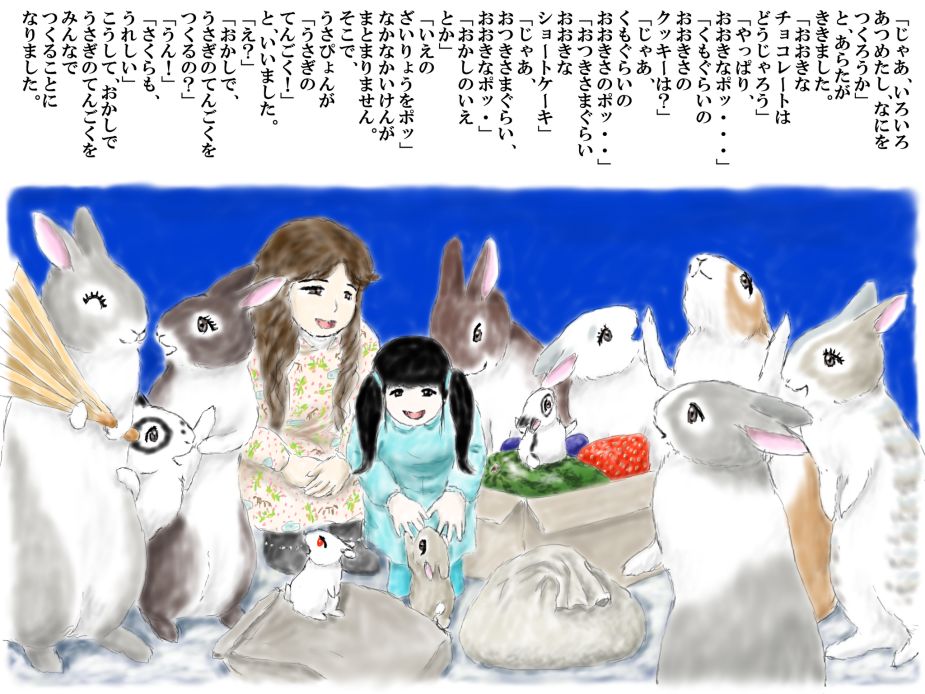 「じゃあ、いろいろ
あつめたし、なにを
つくろうか」
と、あらたが
ききました。
「おおきな
チョコレートは
どうじゃろう」
「やっぱり、
おおきなポッ・・・・」
「くもぐらいの
おおきさの
クッキーは？」
「じゃあ、
くもぐらいの
おおきさのポッ・・」
「おつきさまぐらい
おおきな
ショートケーキ」
「じゃあ、
おつきさまぐらい、
おおきなポッ・」
「おかしのいえ
とか」
「いえの
ざいりょうをポッ」
なかなかいけんが
まとまりません。
そこで、
うさぴょんが
「うさぎの
てんごく！」
と、いいました。
「え？」
「おかしで、
うさぎのてんごくを
つくるの？」
「うん！」
「さくらも、
うれしい」
こうして、おかしで
うさぎのてんごくを
みんなで
つくることに
なりました。